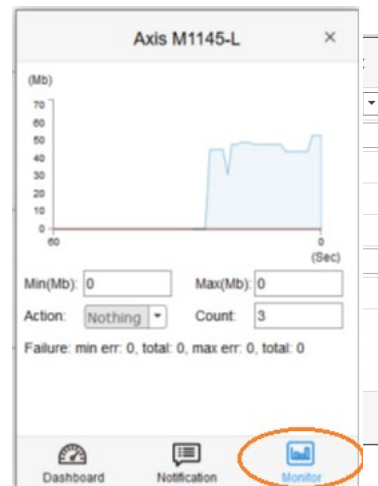 Axis M1145-L ×
(Mb)
70
60
50
40
30
20
10
0
60 0
(Sec)
Min(Mb): 0 Max(Mb): 0
Action: Nothing Count: 3
Failure: min err: 0, total: 0, max err: 0, total: 0
Dashboard Notification Monitor